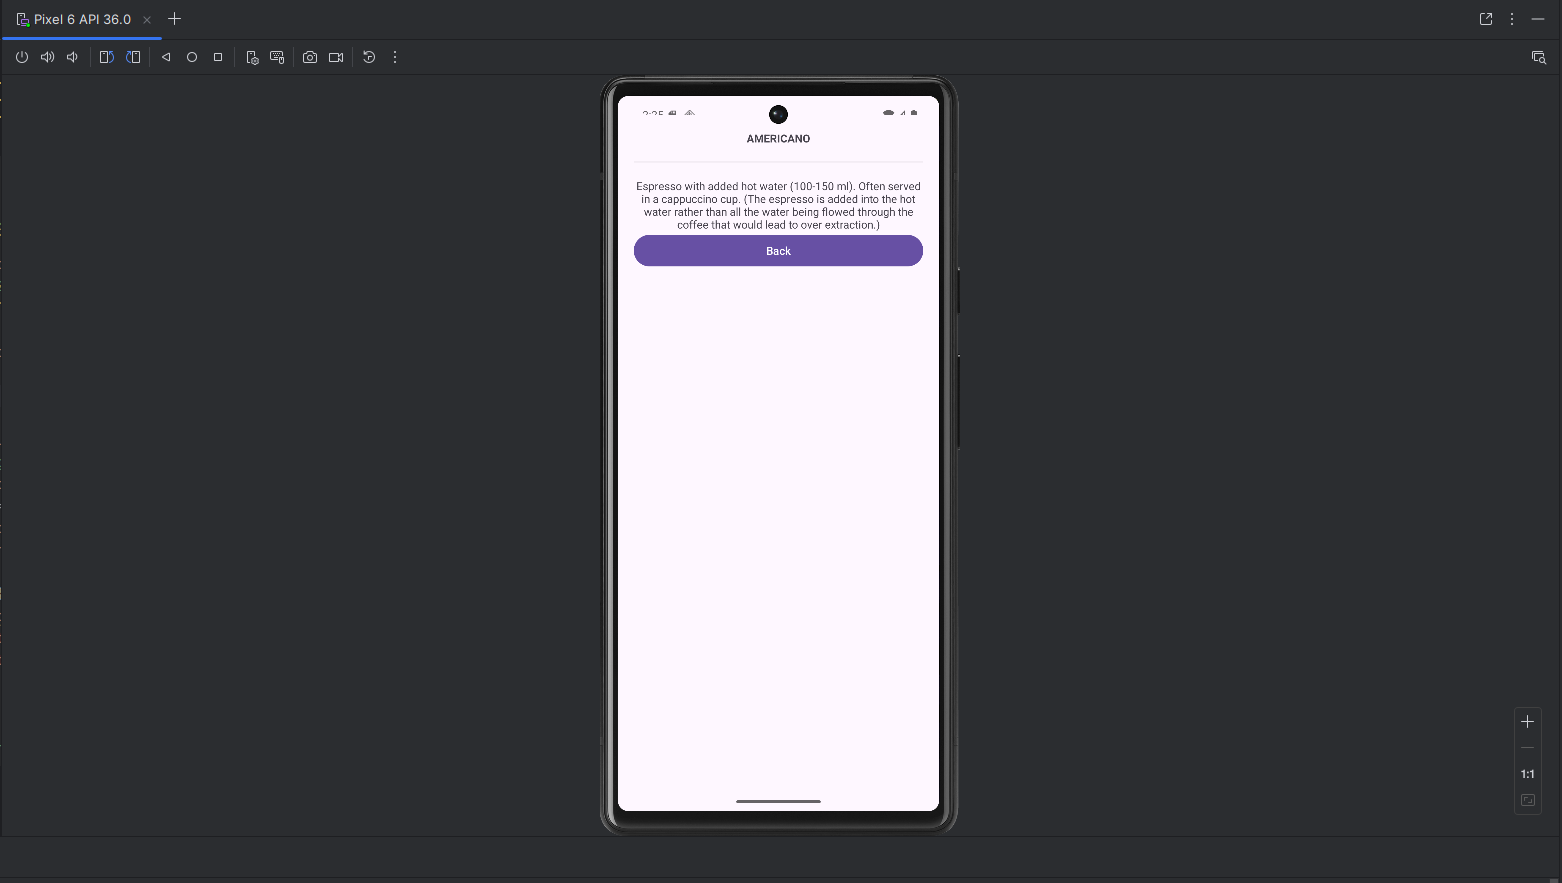 Pixel 6 API 36.0
AMERICANO
Espresso with added hot water (100-150 ml). Often served
in a cappuccino cup. (The espresso is added into the hot
water rather than all the water being flowed through the
coffee that would lead to over extraction.)
Back
1:1